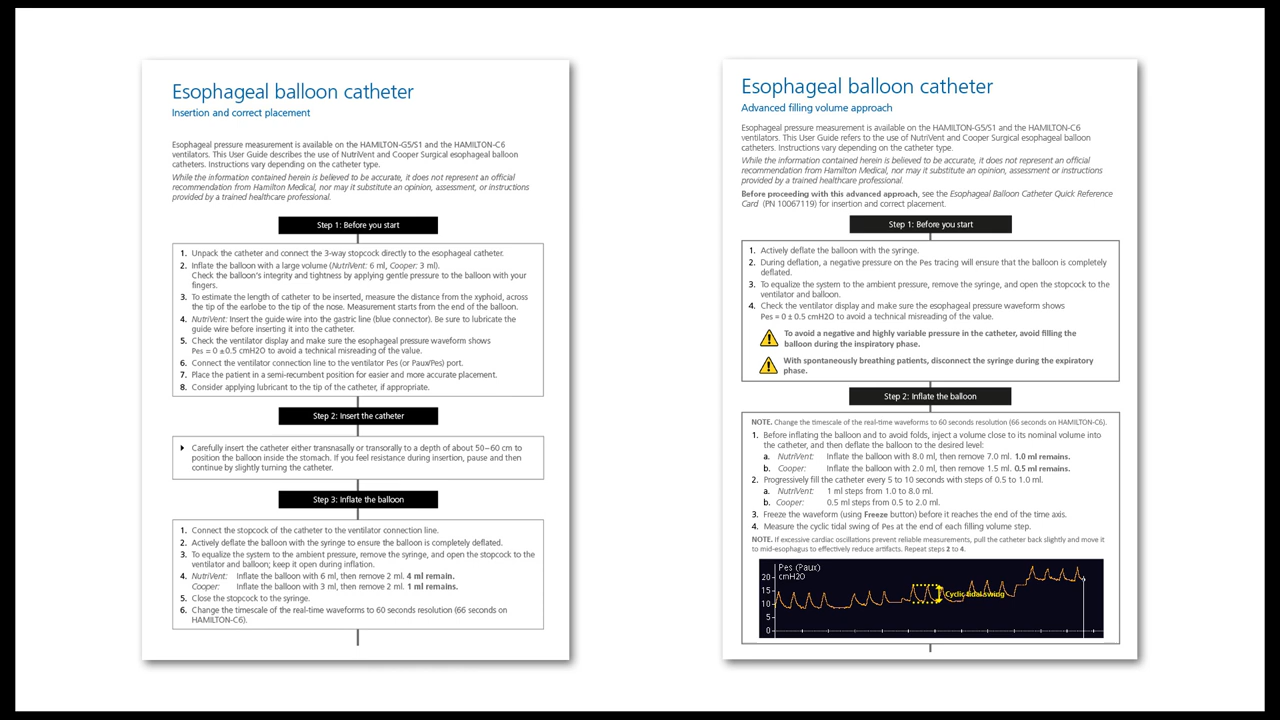 Esophageal balloon catheter
Insertion and correct placement
Esophageal pressure measurement is available on the HAMILTON-G5/S1 and the HAMILTON-C6
ventilators. This User Guide describes the use of NutriVent and Cooper Surgical esophageal balloon
catheters. Instructions vary depending on the catheter type.
While the information contained herein is believed to be accurate, it does not represent an official
recommendation from Hamilton Medical, nor may it substitute an opinion, assessment, or instructions
provided by a trained healthcare professional.
Step 1: Before you start
1. Unpack the catheter and connect the 3-way stopcock directly to the esophageal catheter.
2. Inflate the balloon with a large volume (NutriVent: 6 ml, Cooper: 3 ml).
Check the balloon's integrity and tightness by applying gentle pressure to the balloon with your
fingers.
3. To estimate the length of catheter to be inserted, measure the distance from the xyphoid, across
the tip of the earlobe to the tip of the nose. Measurement starts from the end of the balloon.
4. NutriVent: Insert the guide wire into the gastric line (blue connector). Be sure to lubricate the
guide wire before inserting it into the catheter.
5. Check the ventilator display and make sure the esophageal pressure waveform shows
Pes = 0 ±0.5 cmH2O to avoid a technical misreading of the value.
6. Connect the ventilator connection line to the ventilator Pes (or Paux/Pes) port.
7. Place the patient in a semi-recumbent position for easier and more accurate placement.
8. Consider applying lubricant to the tip of the catheter, if appropriate.
Step 2: Insert the catheter
Carefully insert the catheter either transnasally or transorally to a depth of about 50–60 cm to
position the balloon inside the stomach. If you feel resistance during insertion, pause and then
continue by slightly turning the catheter.
Step 3: Inflate the balloon
1. Connect the stopcock of the catheter to the ventilator connection line.
2. Actively deflate the balloon with the syringe to ensure the balloon is completely deflated.
3. To equalize the system to the ambient pressure, remove the syringe, and open the stopcock to the
ventilator and balloon; keep it open during inflation.
4. NutriVent: Inflate the balloon with 6 ml, then remove 2 ml. 4 ml remain.
Cooper: Inflate the balloon with 3 ml, then remove 2 ml. 1 ml remains.
5. Close the stopcock to the syringe.
6. Change the timescale of the real-time waveforms to 60 seconds resolution (66 seconds on
HAMILTON-C6).
Esophageal balloon catheter
Advanced filling volume approach
Esophageal pressure measurement is available on the HAMILTON-G5/S1 and the HAMILTON-C6
ventilators. This User Guide refers to the use of NutriVent and Cooper Surgical esophageal balloon
catheters. Instructions vary depending on the catheter type.
While the information contained herein is believed to be accurate, it does not represent an official
recommendation from Hamilton Medical, nor may it substitute an opinion, assessment or instructions
provided by a trained healthcare professional.
Before proceeding with this advanced approach, see the Esophageal Balloon Catheter Quick Reference
Card (PN 10067119) for insertion and correct placement.
Step 1: Before you start
1. Actively deflate the balloon with the syringe.
2. During deflation, a negative pressure on the Pes tracing will ensure that the balloon is completely
deflated.
3. To equalize the system to the ambient pressure, remove the syringe, and open the stopcock to the
ventilator and balloon.
4. Check the ventilator display and make sure the esophageal pressure waveform shows
Pes = 0 ± 0.5 cmH2O to avoid a technical misreading of the value.
To avoid a negative and highly variable pressure in the catheter, avoid filling the
balloon during the inspiratory phase.
With spontaneously breathing patients, disconnect the syringe during the expiratory
phase.
Step 2: Inflate the balloon
NOTE. Change the timescale of the real-time waveforms to 60 seconds resolution (66 seconds on HAMILTON-C6).
1. Before inflating the balloon and to avoid folds, inject a volume close to its nominal volume into
the catheter, and then deflate the balloon to the desired level:
a. NutriVent: Inflate the balloon with 8.0 ml, then remove 7.0 ml. 1.0 ml remains.
b. Cooper: Inflate the balloon with 2.0 ml, then remove 1.5 ml. 0.5 ml remains.
2. Progressively fill the catheter every 5 to 10 seconds with steps of 0.5 to 1.0 ml.
a. NutriVent: 1 ml steps from 1.0 to 8.0 ml.
b. Cooper: 0.5 ml steps from 0.5 to 2.0 ml.
3. Freeze the waveform (using Freeze button) before it reaches the end of the time axis.
4. Measure the cyclic tidal swing of Pes at the end of each filling volume step.
NOTE. If excessive cardiac oscillations prevent reliable measurements, pull the catheter back slightly and move it
to mid-esophagus to effectively reduce artifacts. Repeat steps 2 to 4.
Pes (Paux)
cmH2O
20
15
10
5
0
Cyclic tidal swing